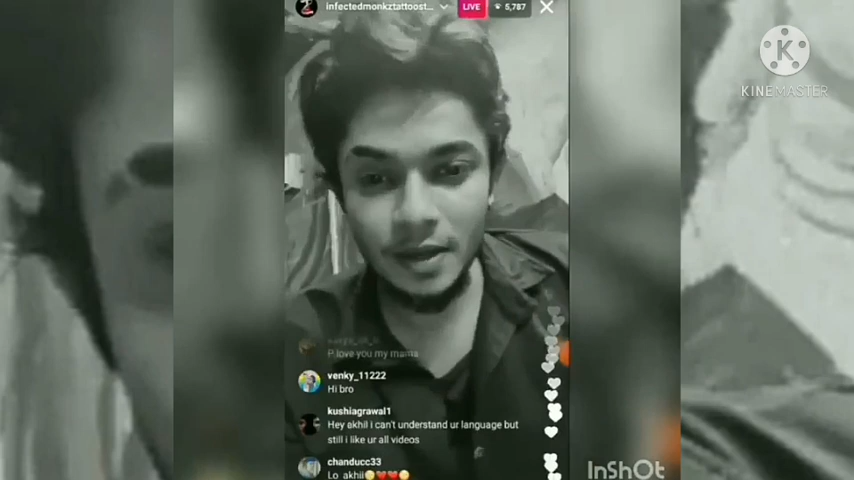 infectedmonkztattoost...
LIVE
5,787
KINEMASTER
P.love you my mama
venky_11222
Hi bro
kushiagrawal1
Hey akhil i can't understand ur language but
still i like ur all videos
chanducc33
Lo akhii😊❤️❤️😊
InShOt